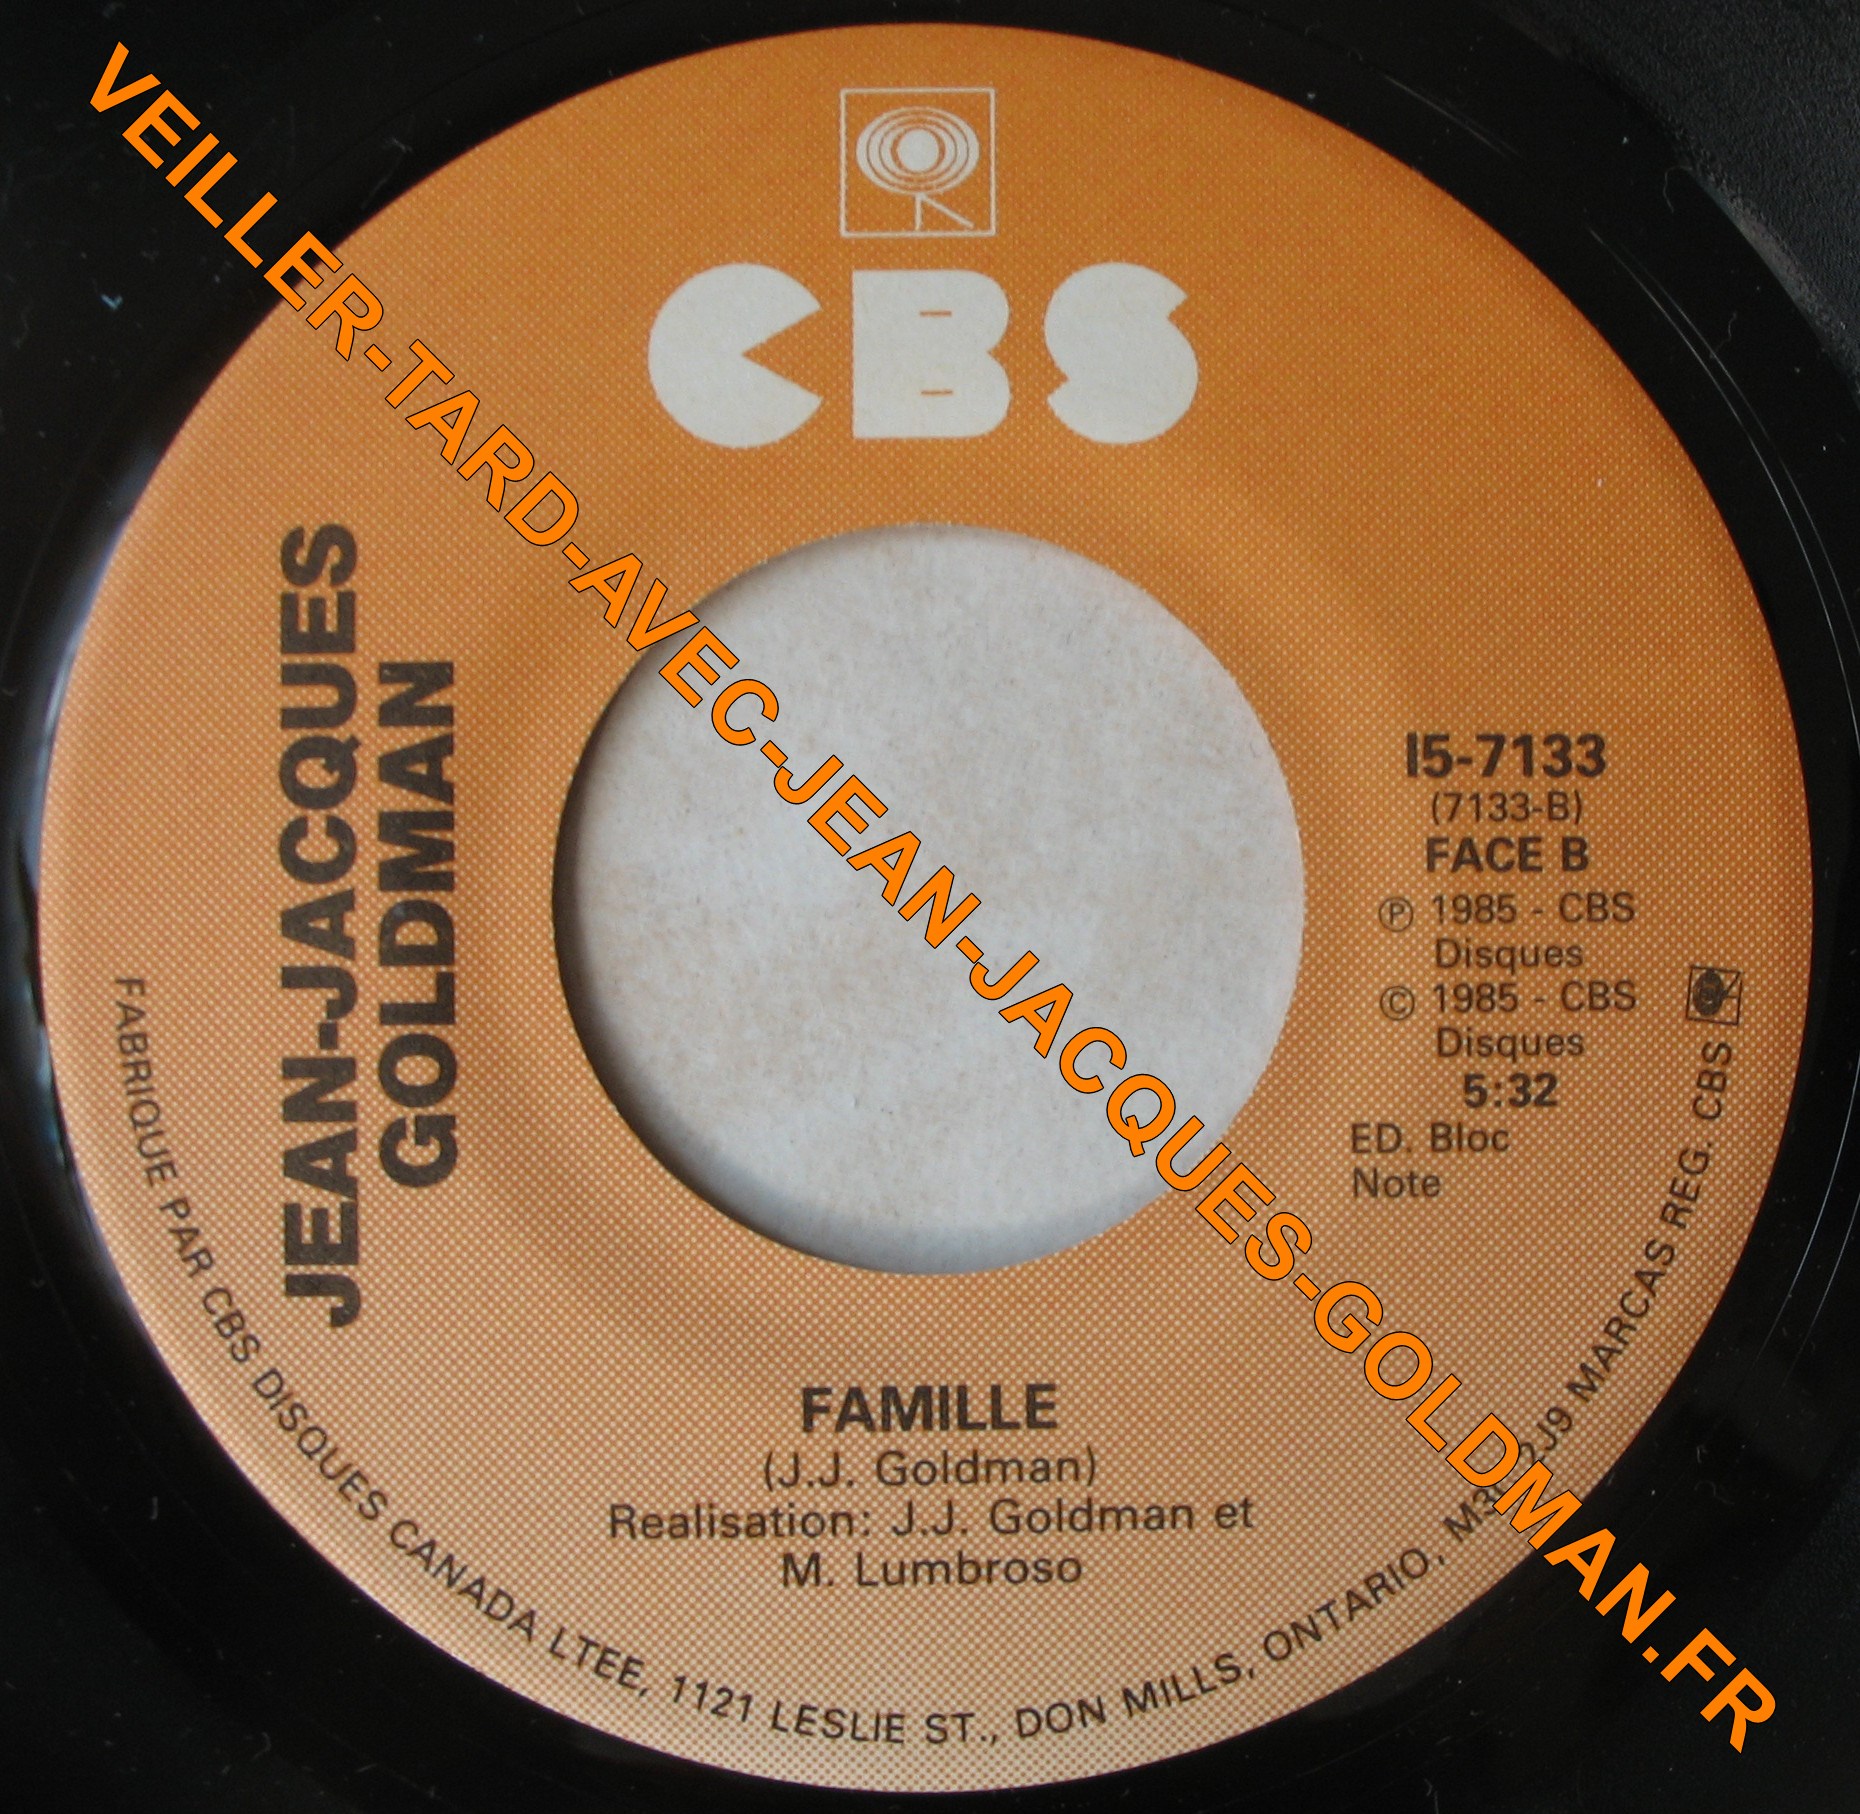 CBS
JEAN-JACQUES
GOLDMAN
I5-7133
(7133-B)
FACE B
Ⓟ 1985 - CBS
Disques
© 1985 - CBS
Disques
5:32
ED. Bloc
Note
FAMILLE
(J.J. Goldman)
Realisation: J.J. Goldman et
M. Lumbroso
FABRIQUE PAR CBS DISQUES CANADA LTEE, 1121 LESLIE ST., DON MILLS, ONTARIO, MARCAS REG. CBS
VEILLER-TARD-AVEC-JEAN-JACQUES-GOLDMAN.FR